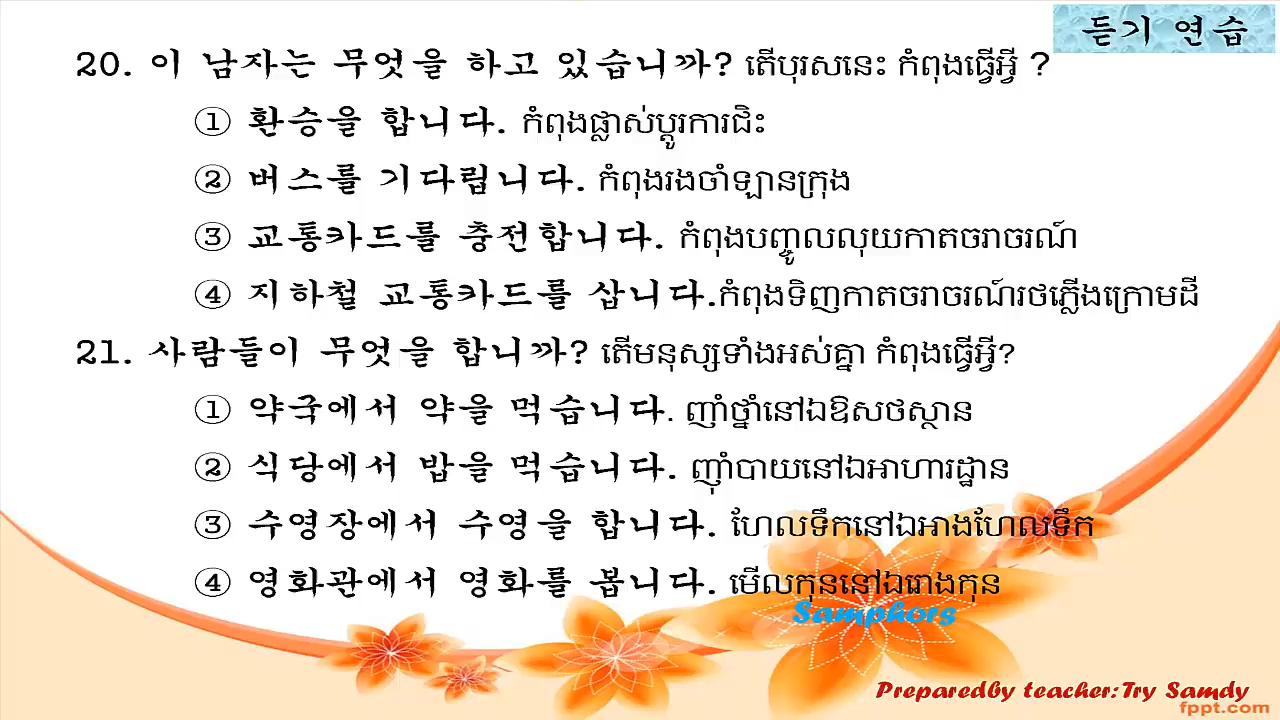 듣기 연습
20. 이 남자는 무엇을 하고 있습니까? តើបុរសនេះ កំពុងធ្វើអ្វី ?
① 환승을 합니다. កំពុងផ្លាស់ប្ដូរការជិះ
② 버스를 기다립니다. កំពុងរងចាំឡានក្រុង
③ 교통카드를 충전합니다. កំពុងបញ្ចូលលុយកាតចរាចរណ៍
④ 지하철 교통카드를 삽니다.កំពុងទិញកាតចរាចរណ៍រថភ្លើងក្រោមដី
21. 사람들이 무엇을 합니까? តើមនុស្សទាំងអស់គ្នា កំពុងធ្វើអ្វី?
① 약국에서 약을 먹습니다. ញ៉ាំថ្នាំនៅឯឱសថស្ថាន
② 식당에서 밥을 먹습니다. ញ៉ាំបាយនៅឯអាហារដ្ឋាន
③ 수영장에서 수영을 합니다. ហែលទឹកនៅឯអាងហែលទឹក
④ 영화관에서 영화를 봅니다. មើលកុននៅឯរោងកុន
Samphors
Preparedby teacher:Try Samdy
fppt.com